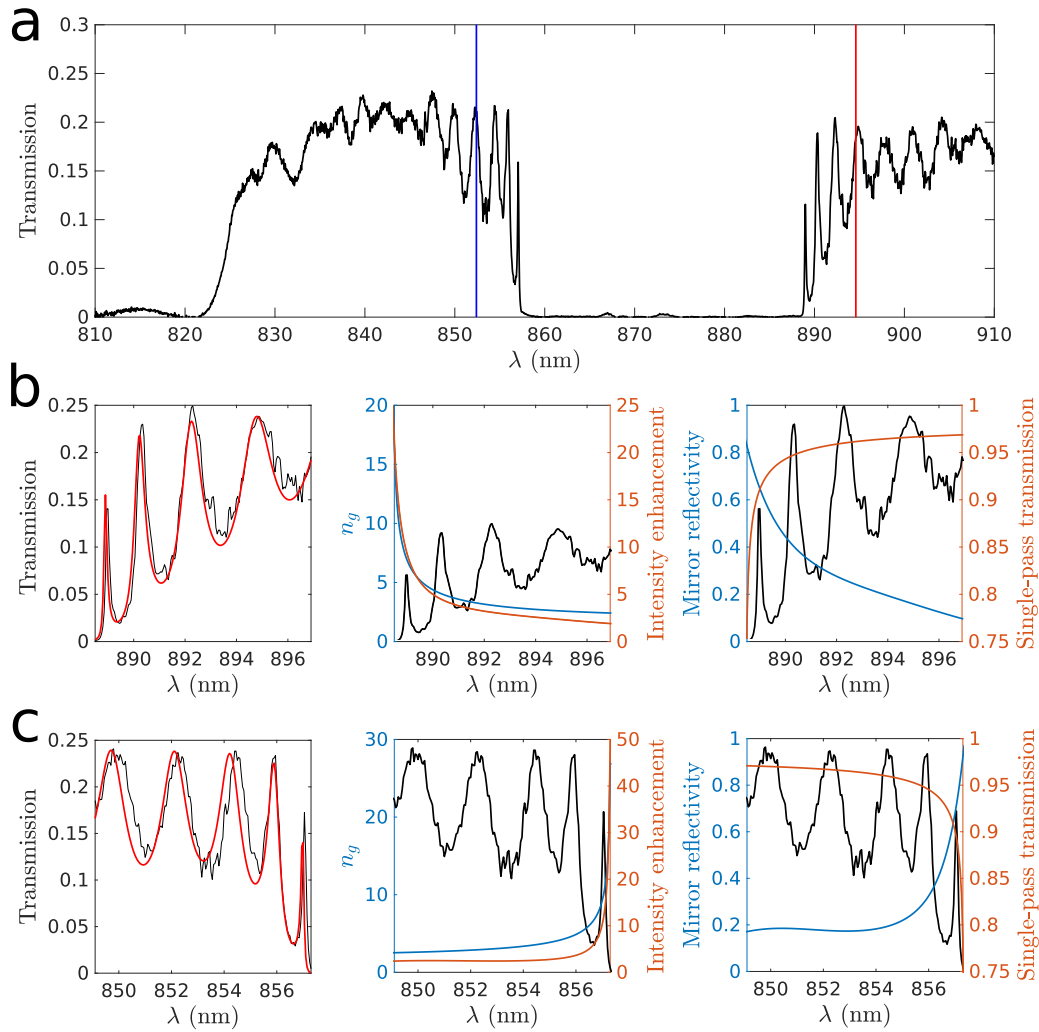 a
0.3
0.25
0.2
0.15
0.1
0.05
0
Transmission
810 820 830 840 850 860 870 880 890 900 910
λ (nm)
b
0.25
0.2
0.15
0.1
0.05
0
Transmission
890 892 894 896
λ (nm)
20
15
10
5
0
n_g
25
20
15
10
5
0
Intensity enhancement
890 892 894 896
λ (nm)
1
0.8
0.6
0.4
0.2
0
Mirror reflectivity
1
0.95
0.9
0.85
0.8
0.75
Single-pass transmission
890 892 894 896
λ (nm)
c
0.25
0.2
0.15
0.1
0.05
0
Transmission
850 852 854 856
λ (nm)
30
20
10
0
n_g
50
40
30
20
10
0
Intensity enhancement
850 852 854 856
λ (nm)
1
0.8
0.6
0.4
0.2
0
Mirror reflectivity
1
0.95
0.9
0.85
0.8
0.75
Single-pass transmission
850 852 854 856
λ (nm)